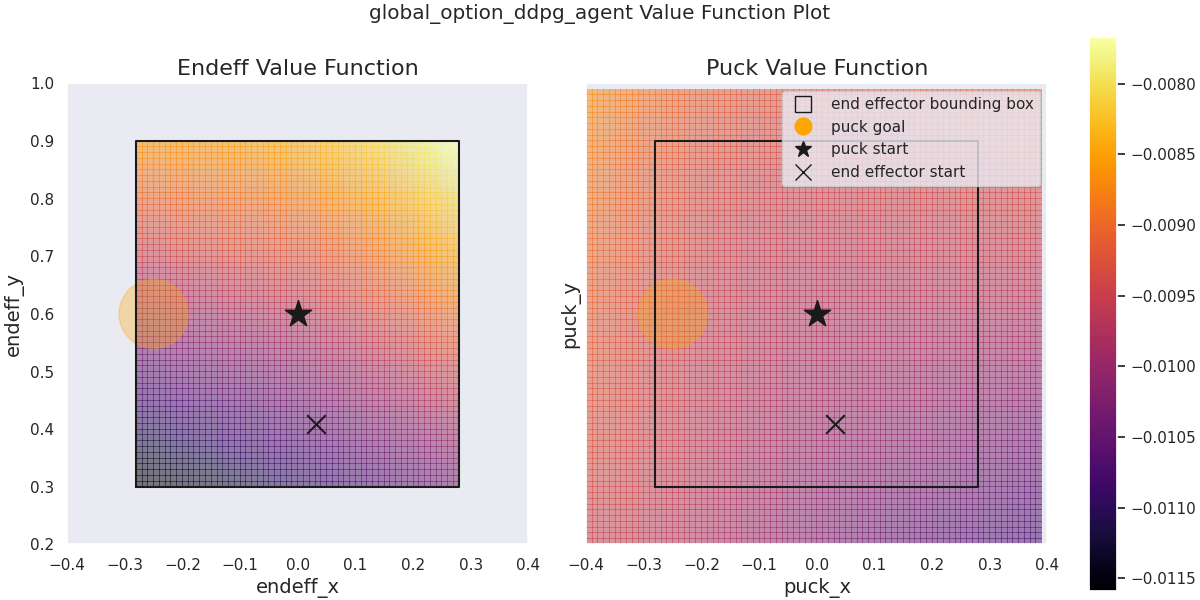 global_option_ddpg_agent Value Function Plot
Endeff Value Function
Puck Value Function
1.0
0.9
0.8
0.7
0.6
0.5
0.4
0.3
0.2
endeff_y
−0.4 −0.3 −0.2 −0.1 0.0 0.1 0.2 0.3 0.4
endeff_x
puck_y
end effector bounding box
puck goal
puck start
end effector start
−0.4 −0.3 −0.2 −0.1 0.0 0.1 0.2 0.3 0.4
puck_x
−0.0080
−0.0085
−0.0090
−0.0095
−0.0100
−0.0105
−0.0110
−0.0115